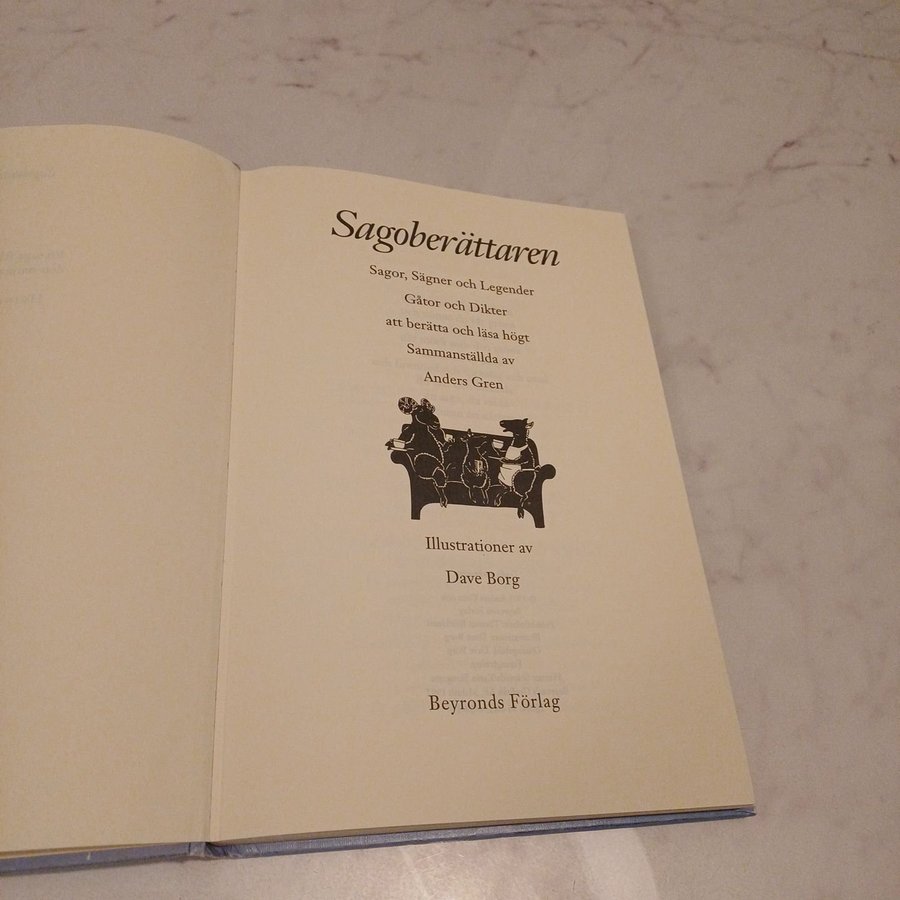 Sagoberättaren
Sagor, Sägner och Legender
Gåtor och Dikter
att berätta och läsa högt
Sammanställda av
Anders Gren
Illustrationer av
Dave Borg
Beyronds Förlag